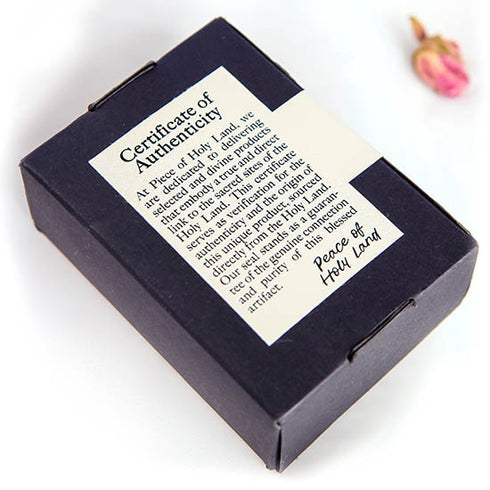 Certificate of
Authenticity
At Piece of Holy Land, we
are dedicated to delivering
selected and divine products
that embody a true and direct
link to the sacred sites of the
Holy Land. This certificate
serves as verification for the
authenticity and the origin of
this unique product, sourced
directly from the Holy Land.
Our seal stands as a guaran-
tee of the genuine connection
and purity of this blessed
artifact.
Peace of
Holy Land